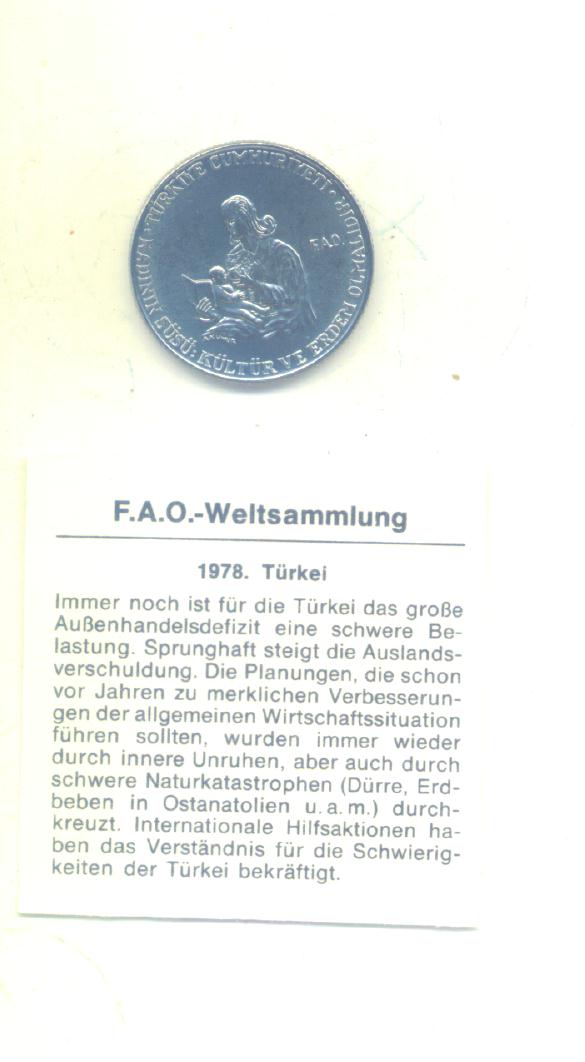 TÜRKİYE CUMHURİYETİ
KADININ SÜSÜ: KÜLTÜR VE ERDEM OLMALIDIR
F.A.O.
F.A.O.-Weltsammlung
1978. Türkei
Immer noch ist für die Türkei das große
Außenhandelsdefizit eine schwere Be-
lastung. Sprunghaft steigt die Auslands-
verschuldung. Die Planungen, die schon
vor Jahren zu merklichen Verbesserun-
gen der allgemeinen Wirtschaftssituation
führen sollten, wurden immer wieder
durch innere Unruhen, aber auch durch
schwere Naturkatastrophen (Dürre, Erd-
beben in Ostanatolien u. a. m.) durch-
kreuzt. Internationale Hilfsaktionen ha-
ben das Verständnis für die Schwierig-
keiten der Türkei bekräftigt.